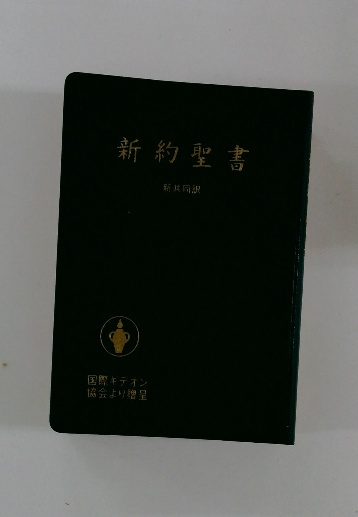 新約聖書
新共同訳
国際ギデオン
協会より贈呈